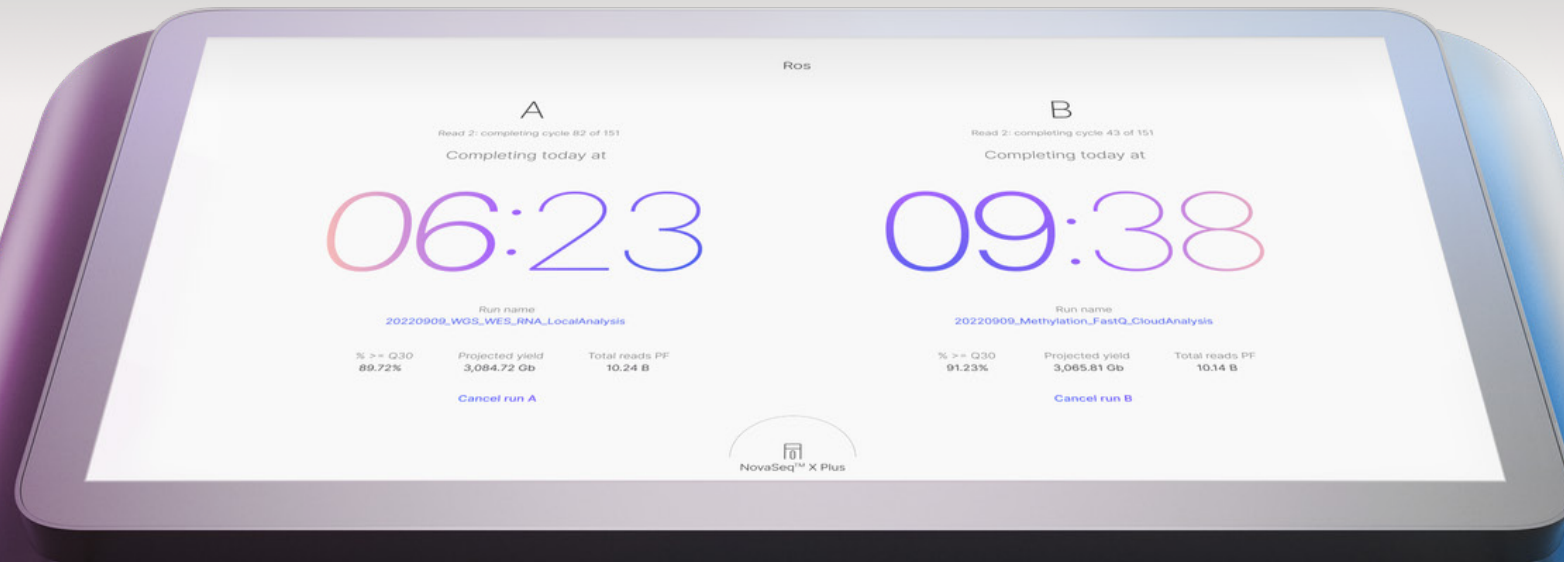 Ros
A
Read 2: completing cycle 82 of 151
Completing today at
06:23
Run name
20220909_WGS_WES_RNA_LocalAnalysis
% >= Q30 Projected yield Total reads PF
89.72% 3,084.72 Gb 10.24 B
Cancel run A
B
Read 2: completing cycle 43 of 151
Completing today at
09:38
Run name
20220909_Methylation_FastQ_CloudAnalysis
% >= Q30 Projected yield Total reads PF
91.23% 3,065.81 Gb 10.14 B
Cancel run B
NovaSeq™ X Plus